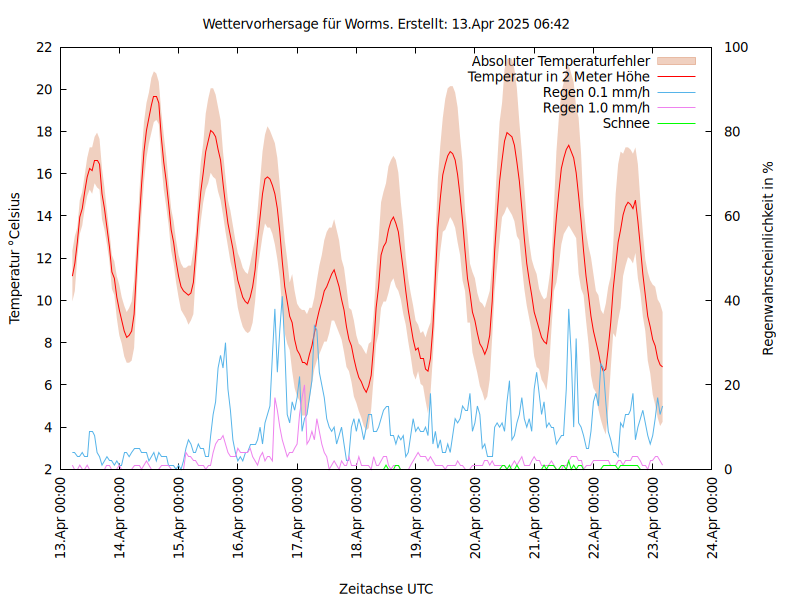 Wettervorhersage für Worms. Erstellt: 13.Apr 2025 06:42
Absoluter Temperaturfehler
Temperatur in 2 Meter Höhe
Regen 0.1 mm/h
Regen 1.0 mm/h
Schnee
Temperatur °Celsius
22
20
18
16
14
12
10
8
6
4
2
100
80
60
40
20
0
Regenwahrscheinlichkeit in %
13.Apr 00:00
14.Apr 00:00
15.Apr 00:00
16.Apr 00:00
17.Apr 00:00
18.Apr 00:00
19.Apr 00:00
20.Apr 00:00
21.Apr 00:00
22.Apr 00:00
23.Apr 00:00
24.Apr 00:00
Zeitachse UTC